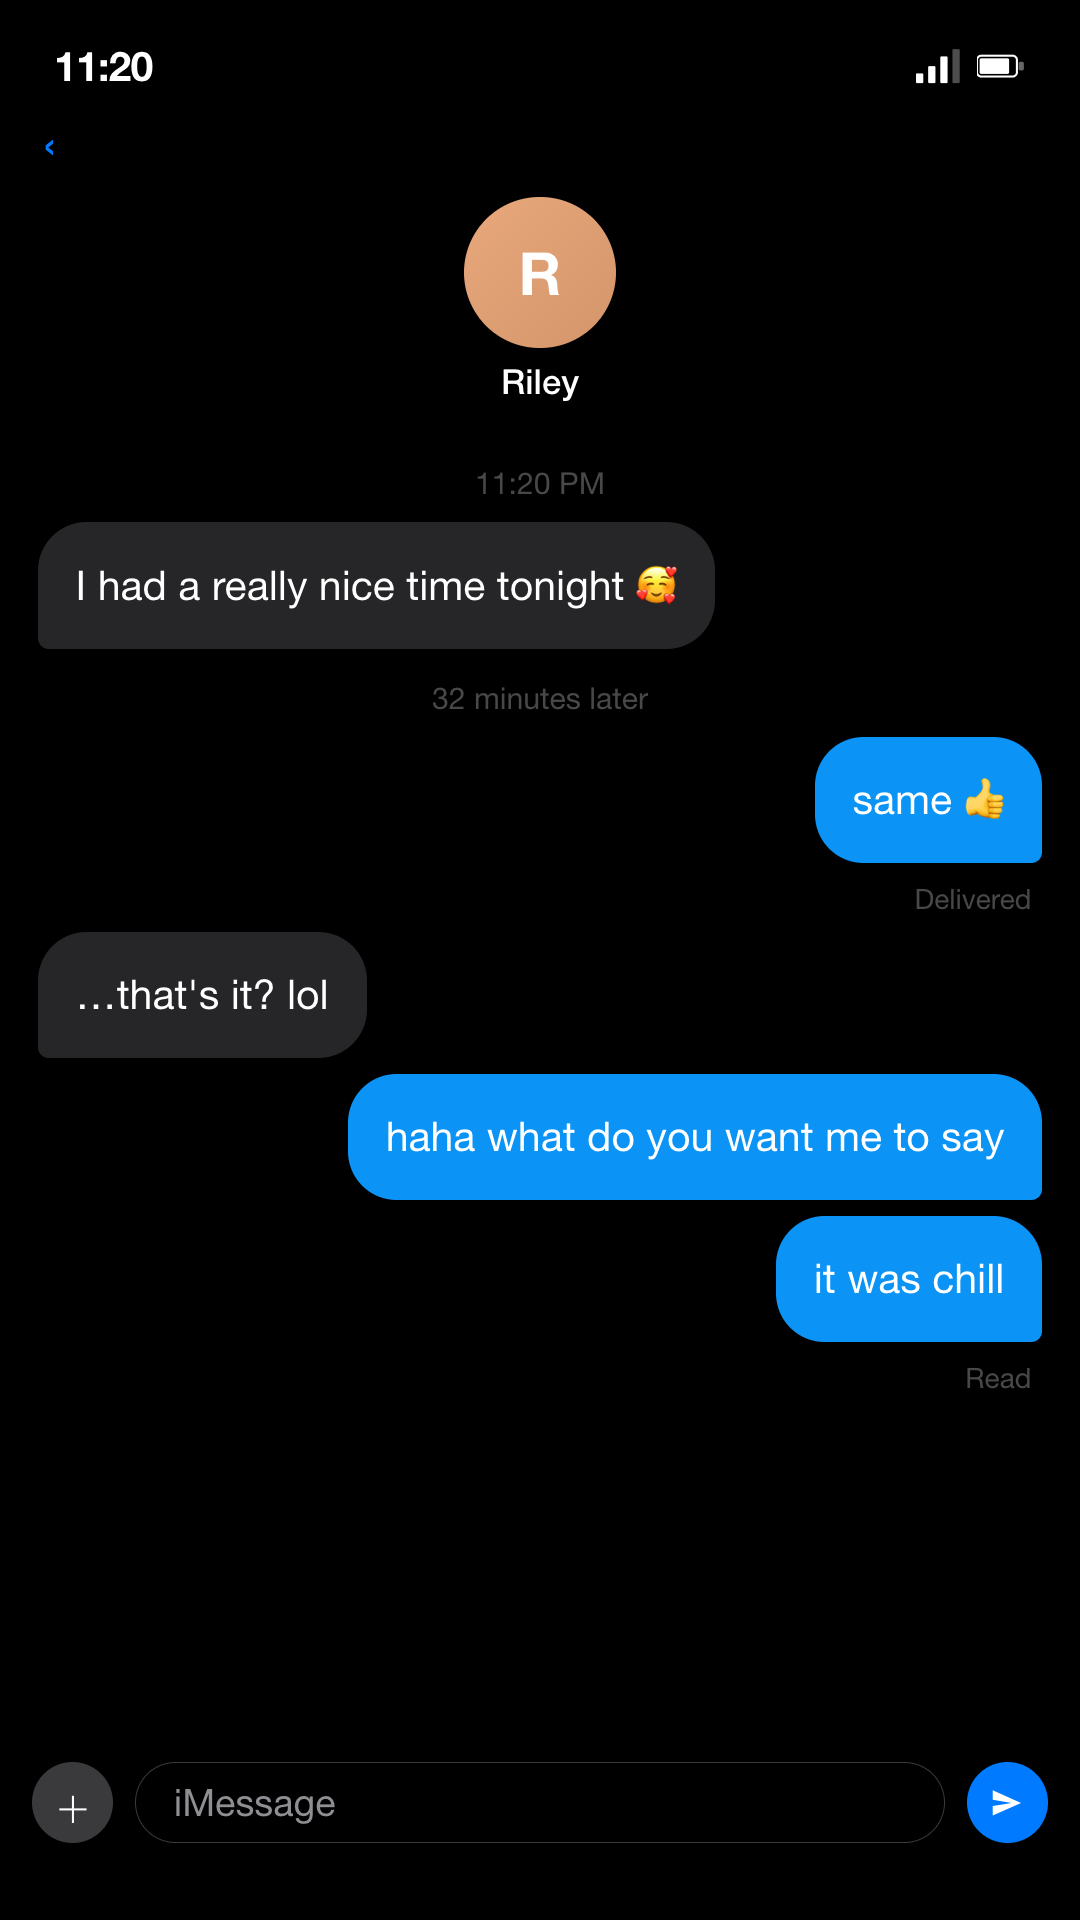 11:20
‹
R
Riley
11:20 PM
I had a really nice time tonight 🥰
32 minutes later
same 👍
Delivered
…that's it? lol
haha what do you want me to say
it was chill
Read
+
iMessage